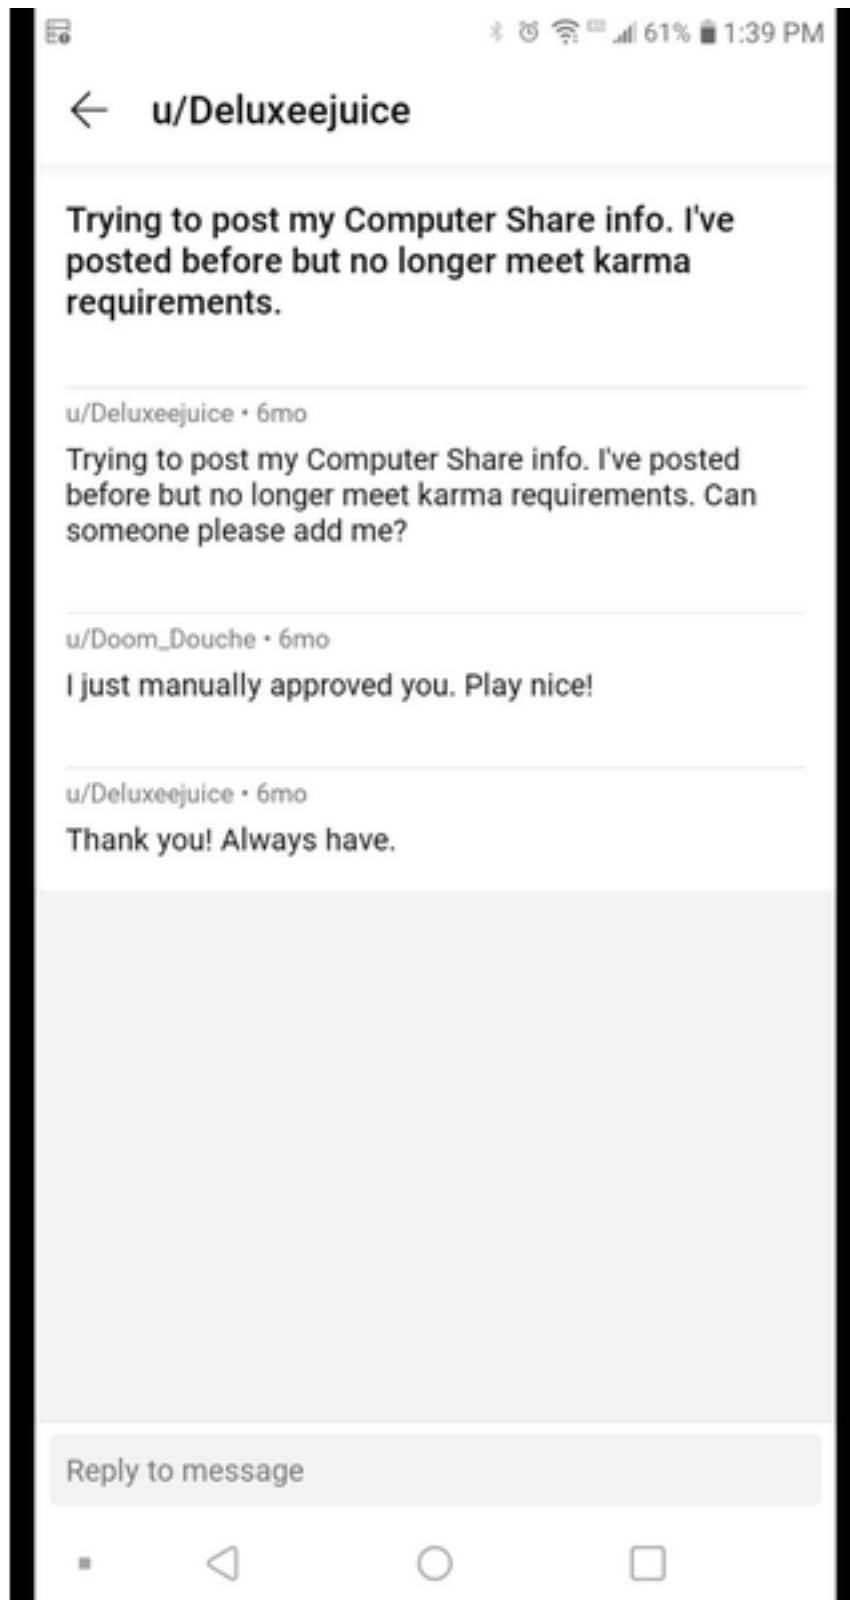 61% 1:39 PM
u/Deluxeejuice
Trying to post my Computer Share info. I've
posted before but no longer meet karma
requirements.
u/Deluxeejuice • 6mo
Trying to post my Computer Share info. I've posted
before but no longer meet karma requirements. Can
someone please add me?
u/Doom_Douche • 6mo
I just manually approved you. Play nice!
u/Deluxeejuice • 6mo
Thank you! Always have.
Reply to message